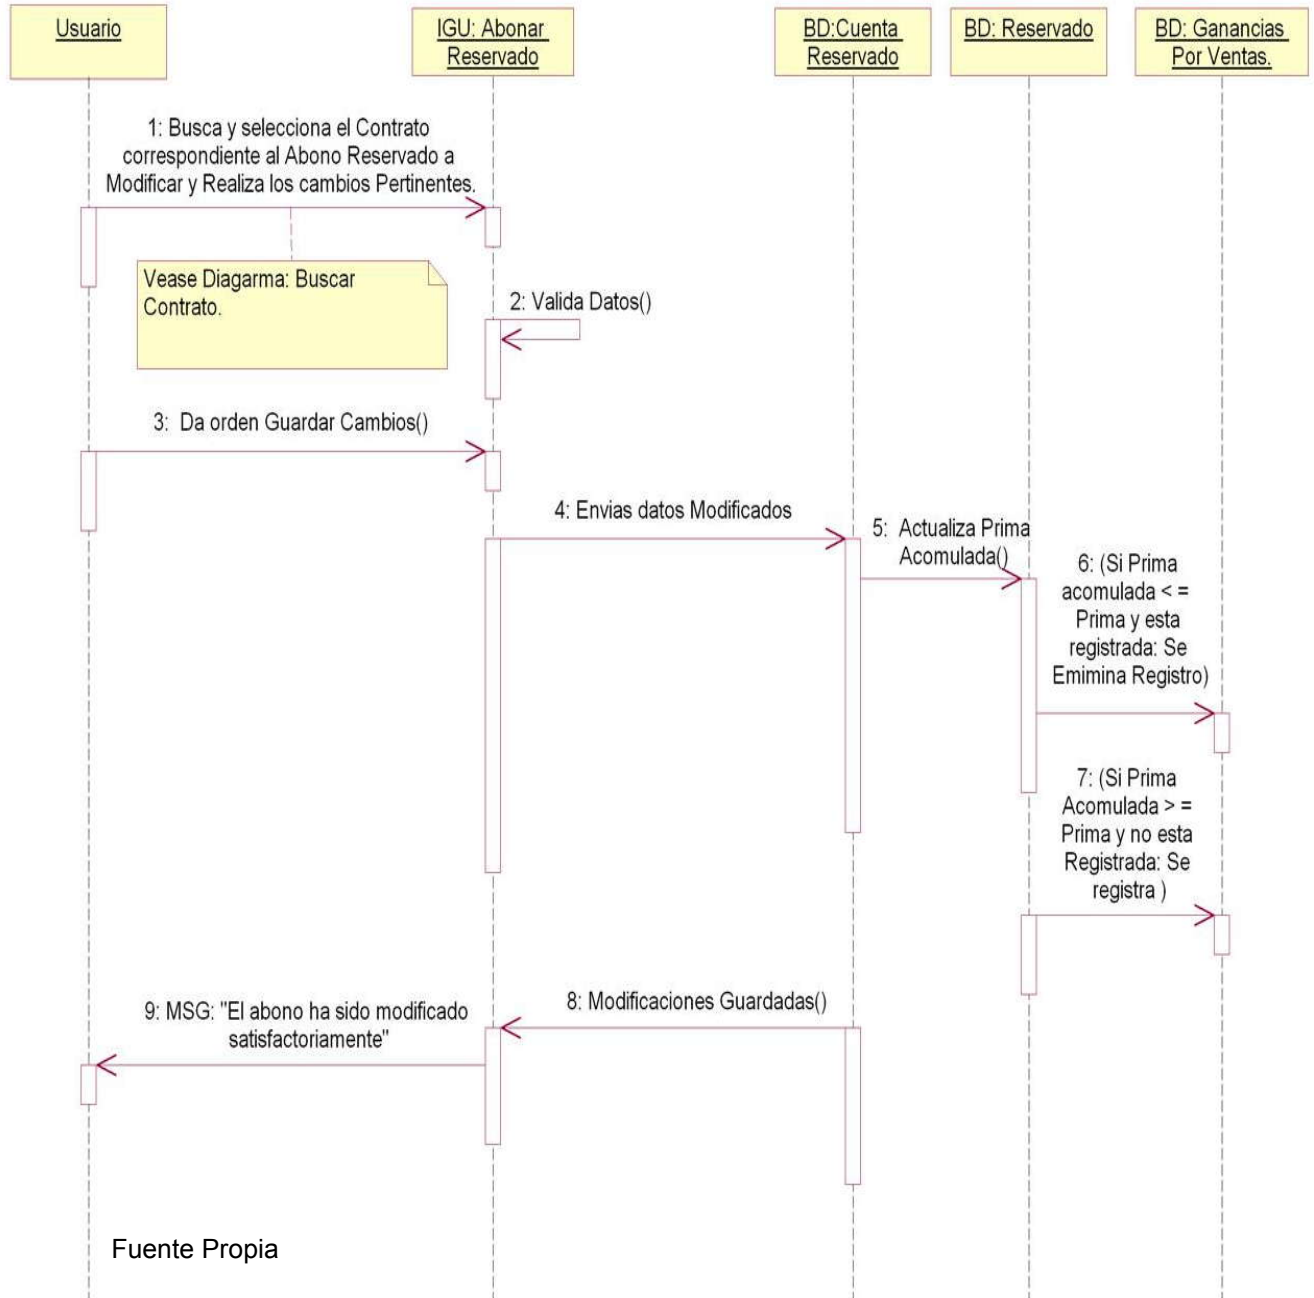 Usuario
IGU: Abonar
Reservado
BD:Cuenta
Reservado
BD: Reservado
BD: Ganancias
Por Ventas.
1: Busca y selecciona el Contrato
correspondiente al Abono Reservado a
Modificar y Realiza los cambios Pertinentes.
Vease Diagarma: Buscar
Contrato.
2: Valida Datos()
3: Da orden Guardar Cambios()
4: Envias datos Modificados
5: Actualiza Prima
Acomulada()
6: (Si Prima
acomulada < =
Prima y esta
registrada: Se
Emimina Registro)
7: (Si Prima
Acomulada > =
Prima y no esta
Registrada: Se
registra )
8: Modificaciones Guardadas()
9: MSG: "El abono ha sido modificado
satisfactoriamente"
Fuente Propia